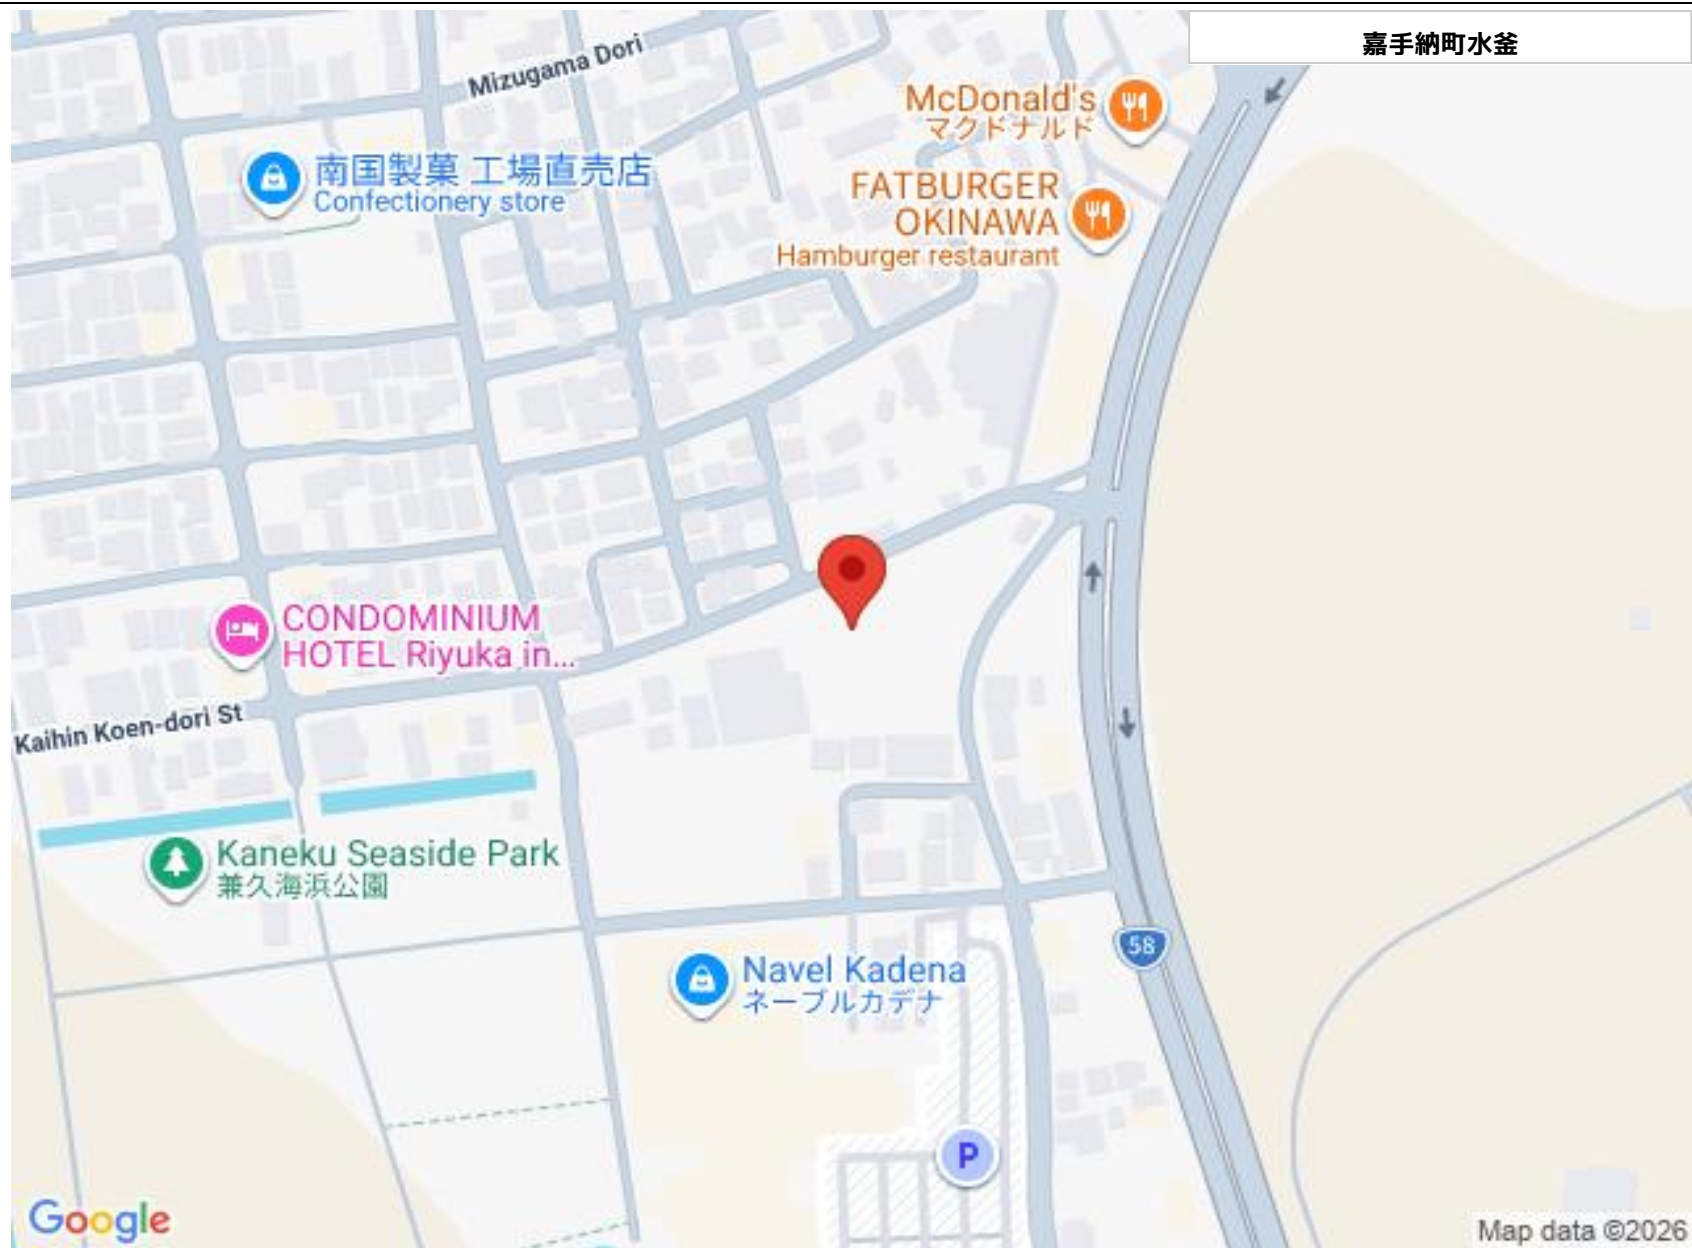 嘉手納町水釜
Mizugama Dori
McDonald's
マクドナルド
南国製菓 工場直売店
Confectionery store
FATBURGER
OKINAWA
Hamburger restaurant
CONDOMINIUM
HOTEL Riyuka in...
Kaihin Koen-dori St
Kaneku Seaside Park
兼久海浜公園
58
Navel Kadena
ネーブルカデナ
P
Google
Map data ©2026